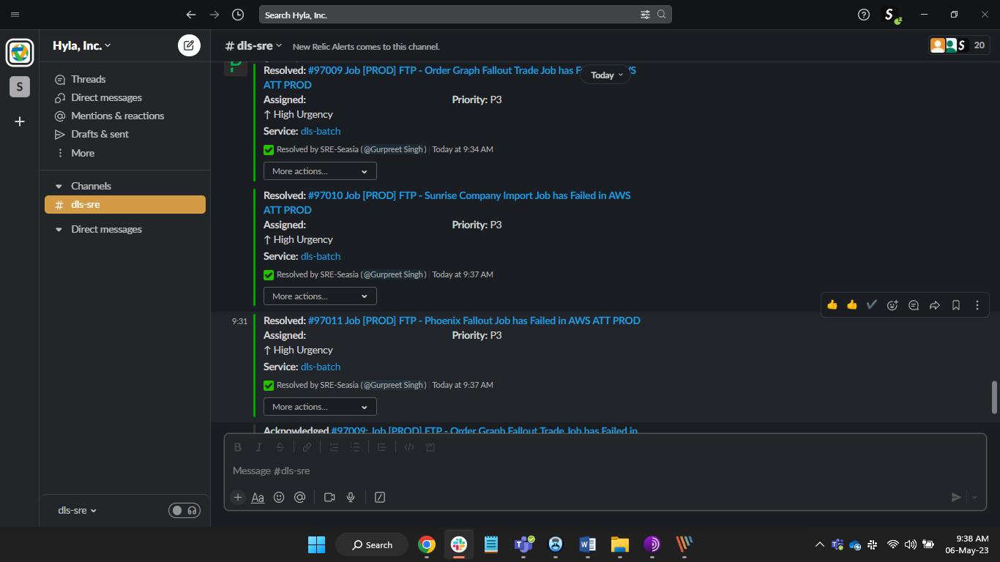 Search Hyla, Inc.
S
Hyla, Inc.
# dls-sre
New Relic Alerts comes to this channel.
S
20
S
Threads
Direct messages
Mentions & reactions
Drafts & sent
More
Channels
# dls-sre
Direct messages
dls-sre
Today
Resolved: #97009 Job [PROD] FTP - Order Graph Fallout Trade Job has
ATT PROD
Assigned:
Priority: P3
↑ High Urgency
Service: dls-batch
Resolved by SRE-Seasia (@Gurpreet Singh) | Today at 9:34 AM
More actions...
Resolved: #97010 Job [PROD] FTP - Sunrise Company Import Job has Failed in AWS
ATT PROD
Assigned:
Priority: P3
↑ High Urgency
Service: dls-batch
Resolved by SRE-Seasia (@Gurpreet Singh) | Today at 9:37 AM
More actions...
9:31
Resolved: #97011 Job [PROD] FTP - Phoenix Fallout Job has Failed in AWS ATT PROD
Assigned:
Priority: P3
↑ High Urgency
Service: dls-batch
Resolved by SRE-Seasia (@Gurpreet Singh) | Today at 9:37 AM
More actions...
Acknowledged #97009: Job [PROD] FTP - Order Graph Fallout Trade Job has Failed in
B I S
Message #dls-sre
Aa
Search
9:38 AM
06-May-23